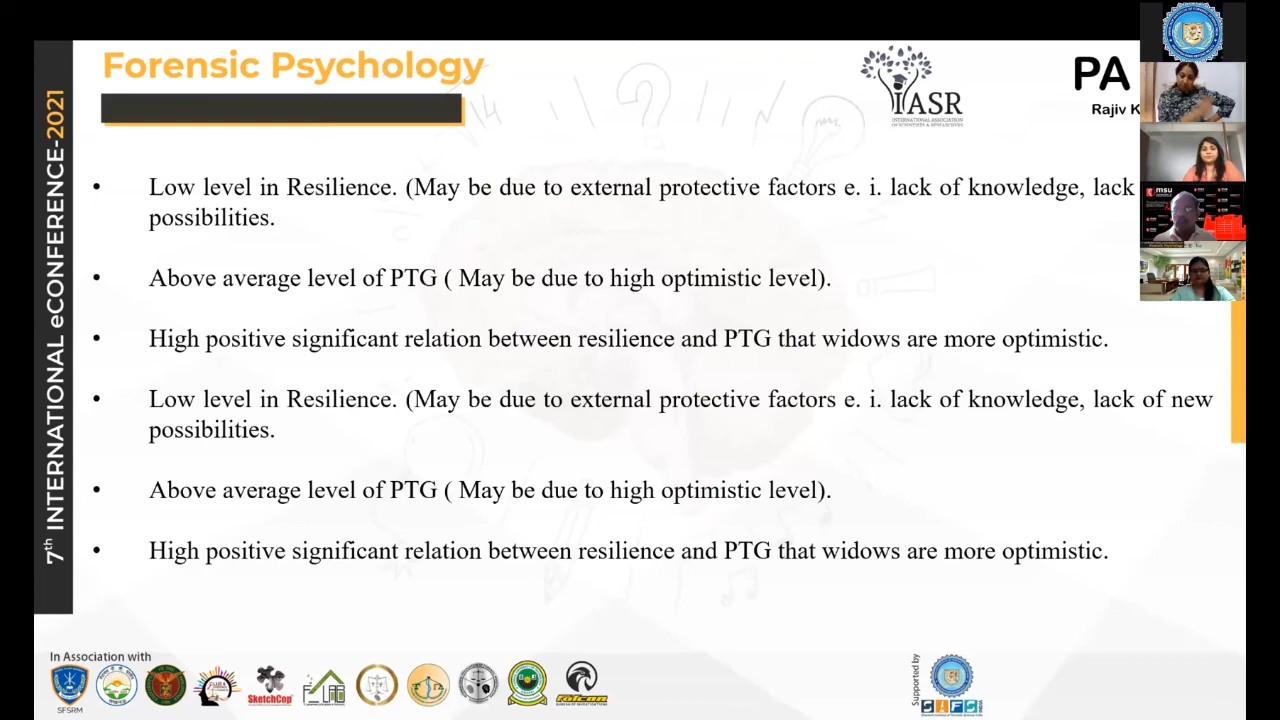 Forensic Psychology
IASR
INTERNATIONAL ASSOCIATION
OF SCIENTISTS & RESEARCHERS
PA
Rajiv K
msu
7th INTERNATIONAL eCONFERENCE-2021
• Low level in Resilience. (May be due to external protective factors e. i. lack of knowledge, lack
possibilities.
• Above average level of PTG ( May be due to high optimistic level).
• High positive significant relation between resilience and PTG that widows are more optimistic.
• Low level in Resilience. (May be due to external protective factors e. i. lack of knowledge, lack of new
possibilities.
• Above average level of PTG ( May be due to high optimistic level).
• High positive significant relation between resilience and PTG that widows are more optimistic.
In Association with
SFSRM
SketchCop
F LAB
Falcon
Supported by
SIFS